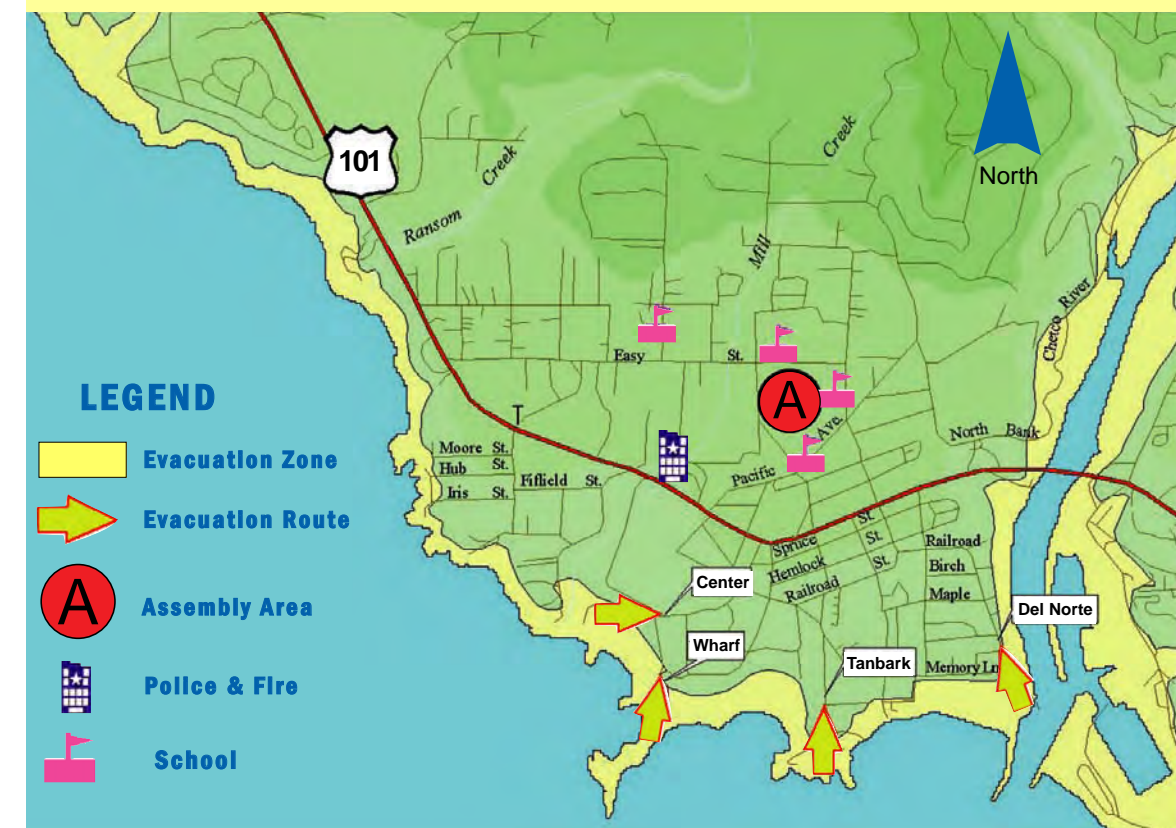 101
North
Ransom Creek
Mill Creek
Chetco River
Easy St.
LEGEND
Evacuation Zone
Evacuation Route
A
Assembly Area
Police & Fire
School
A
T
Moore St.
Hub St.
Iris St.
Fiflield St.
Pacific Ave.
North Bank
Spruce St.
Hemlock St.
Railroad St.
Railroad
Birch
Maple
Memory Ln
Center
Wharf
Tanbark
Del Norte